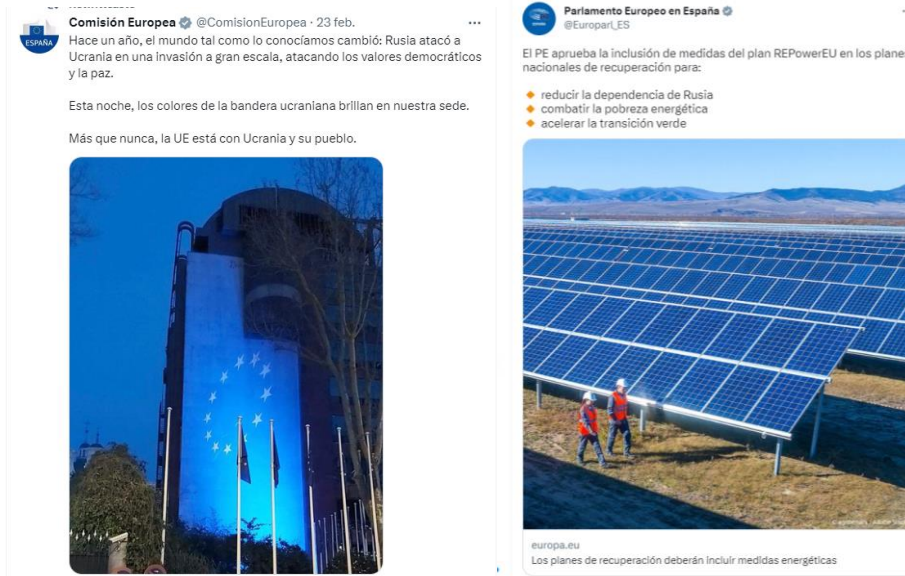 Comisión Europea @ComisionEuropea · 23 feb.
ESPAÑA
Hace un año, el mundo tal como lo conocíamos cambió: Rusia atacó a
Ucrania en una invasión a gran escala, atacando los valores democráticos
y la paz.
Esta noche, los colores de la bandera ucraniana brillan en nuestra sede.
Más que nunca, la UE está con Ucrania y su pueblo.
Parlamento Europeo en España
@Europarl_ES
El PE aprueba la inclusión de medidas del plan REPowerEU en los planes
nacionales de recuperación para:
reducir la dependencia de Rusia
combatir la pobreza energética
acelerar la transición verde
europa.eu
Los planes de recuperación deberán incluir medidas energéticas